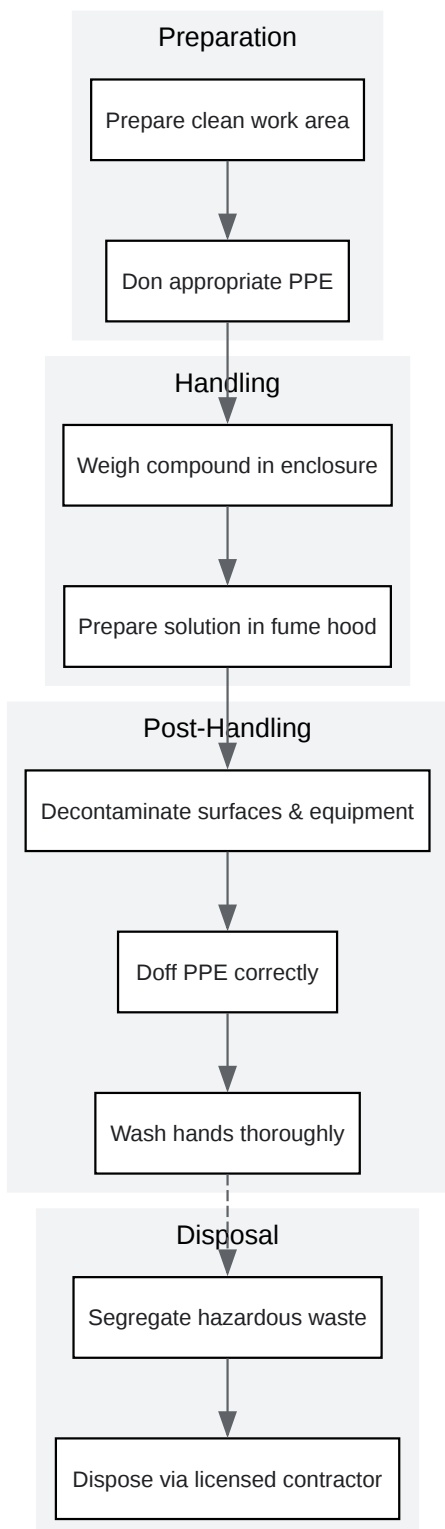 Preparation
Prepare clean work area
Don appropriate PPE
Handling
Weigh compound in enclosure
Prepare solution in fume hood
Post-Handling
Decontaminate surfaces & equipment
Doff PPE correctly
Wash hands thoroughly
Disposal
Segregate hazardous waste
Dispose via licensed contractor